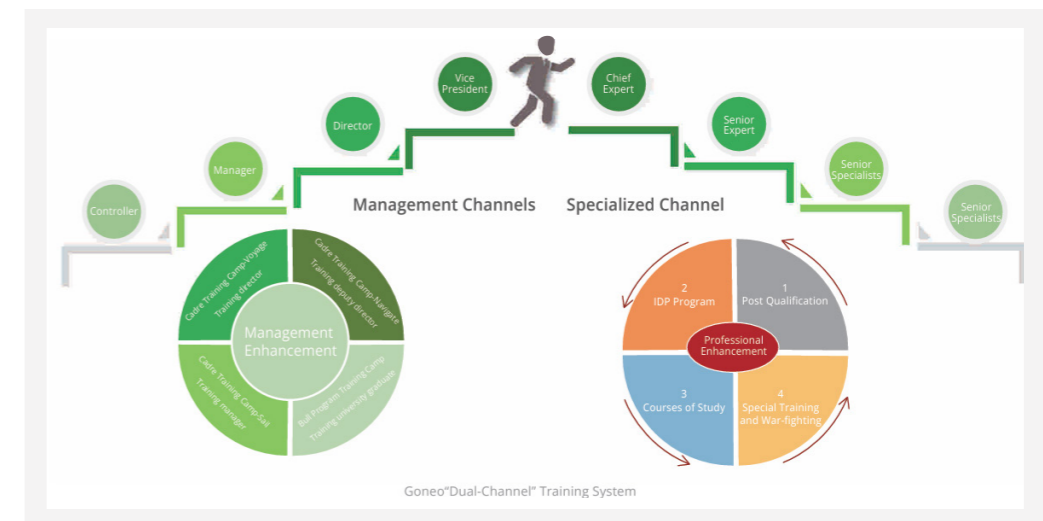 Vice
President
Chief
Expert
Director
Senior
Expert
Manager
Senior
Specialists
Controller
Senior
Specialists
Management Channels
Specialized Channel
Cadre Training Camp-Voyage
Training director
Cadre Training Camp-Navigate
Training deputy director
Management
Enhancement
Cadre Training Camp-Sail
Training manager
Bull Program Training Camp
Training university graduate
2
IDP Program
1
Post Qualification
Professional
Enhancement
3
Courses of Study
4
Special Training
and War-fighting
Goneo“Dual-Channel” Training System